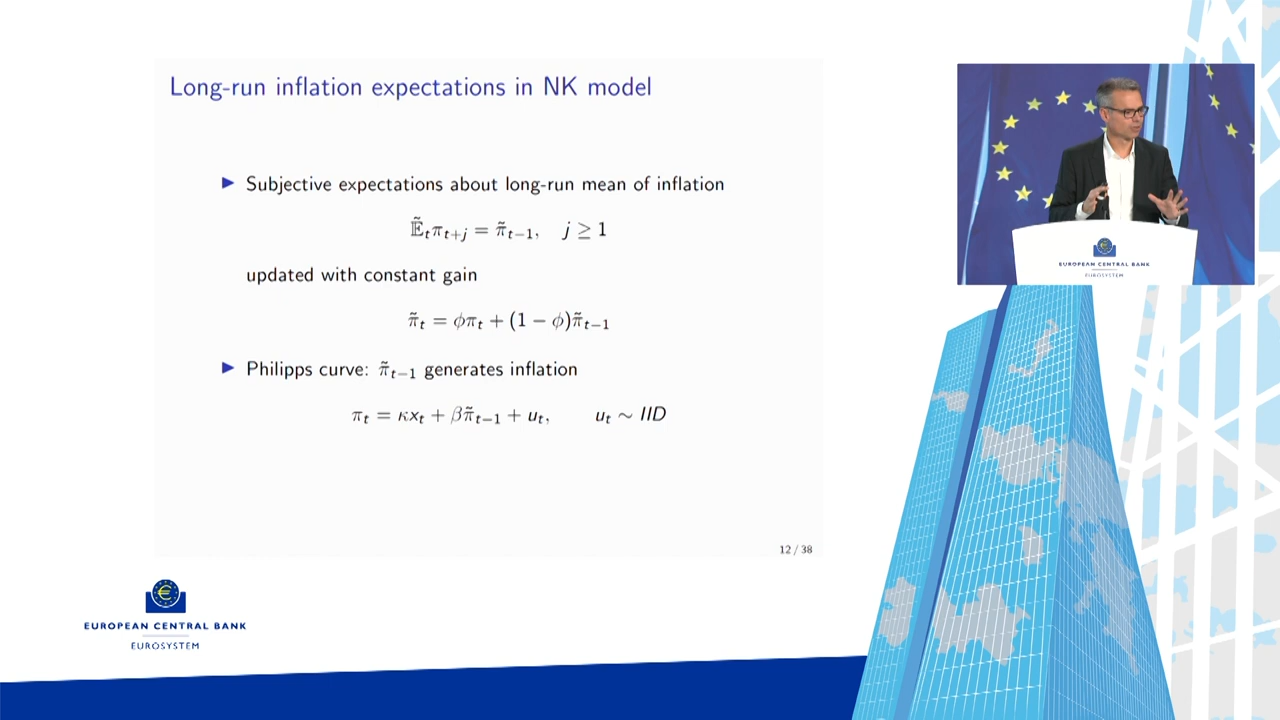 Long-run inflation expectations in NK model
▶ Subjective expectations about long-run mean of inflation
𝔼̃ₜπₜ₊ⱼ = π̃ₜ₋₁,   j ≥ 1
updated with constant gain
π̃ₜ = ϕπₜ + (1 − ϕ)π̃ₜ₋₁
▶ Philipps curve: π̃ₜ₋₁ generates inflation
πₜ = κxₜ + βπ̃ₜ₋₁ + uₜ,   uₜ ∼ IID
12 / 38
EUROPEAN CENTRAL BANK
EUROSYSTEM
EUROPEAN CENTRAL BANK
EUROSYSTEM